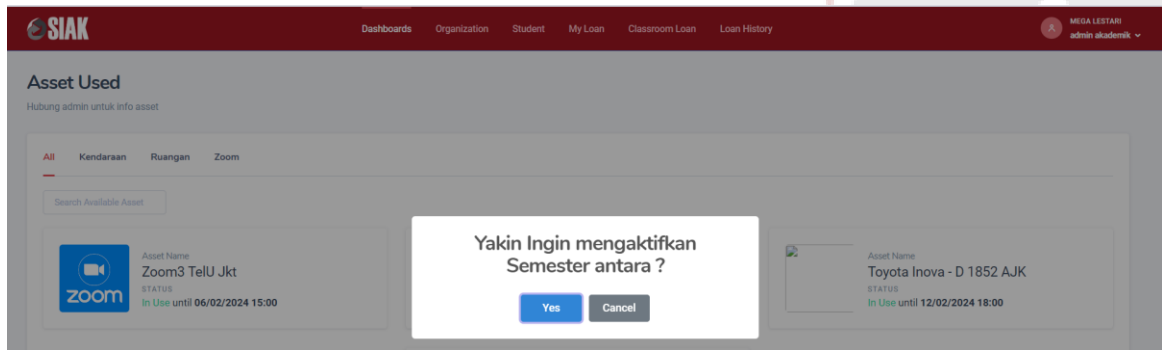 SIAK
Dashboards Organization Student My Loan Classroom Loan Loan History
MEGA LESTARI
admin akademik
Asset Used
Hubung admin untuk info asset
All Kendaraan Ruangan Zoom
Search Available Asset
zoom
Asset Name
Zoom3 TelU Jkt
STATUS
In Use until 06/02/2024 15:00
Yakin Ingin mengaktifkan
Semester antara ?
Yes Cancel
Asset Name
Toyota Inova - D 1852 AJK
STATUS
In Use until 12/02/2024 18:00